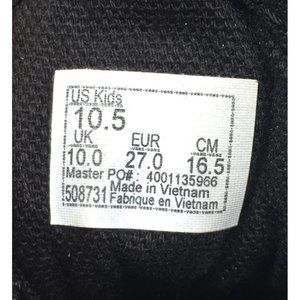 US Kids
10.5
UK EUR CM
10.0 27.0 16.5
Master PO#: 4001135966
508731 Made in Vietnam
Fabrique en Vietnam